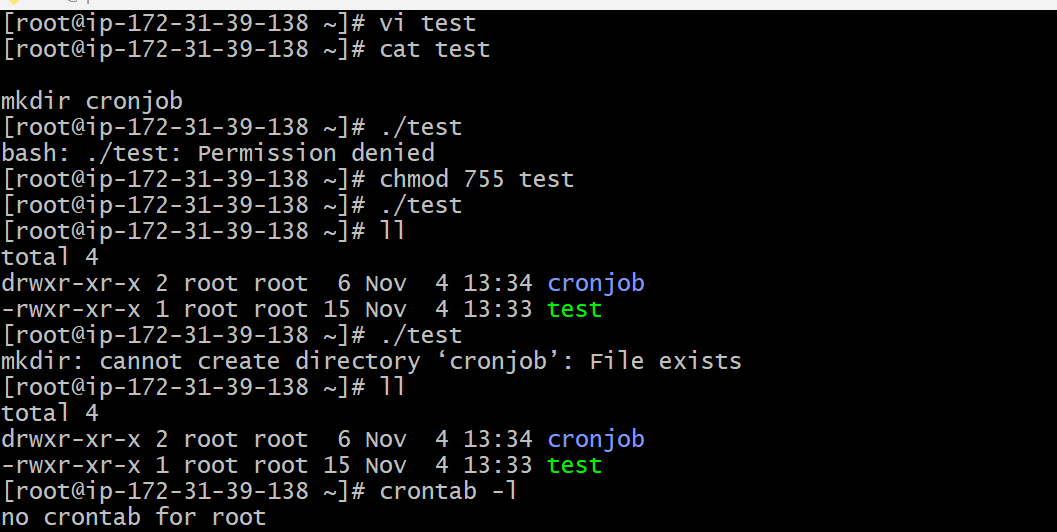 [root@ip-172-31-39-138 ~]# vi test
[root@ip-172-31-39-138 ~]# cat test

mkdir cronjob
[root@ip-172-31-39-138 ~]# ./test
bash: ./test: Permission denied
[root@ip-172-31-39-138 ~]# chmod 755 test
[root@ip-172-31-39-138 ~]# ./test
[root@ip-172-31-39-138 ~]# ll
total 4
drwxr-xr-x 2 root root  6 Nov  4 13:34 cronjob
-rwxr-xr-x 1 root root 15 Nov  4 13:33 test
[root@ip-172-31-39-138 ~]# ./test
mkdir: cannot create directory ‘cronjob’: File exists
[root@ip-172-31-39-138 ~]# ll
total 4
drwxr-xr-x 2 root root  6 Nov  4 13:34 cronjob
-rwxr-xr-x 1 root root 15 Nov  4 13:33 test
[root@ip-172-31-39-138 ~]# crontab -l
no crontab for root